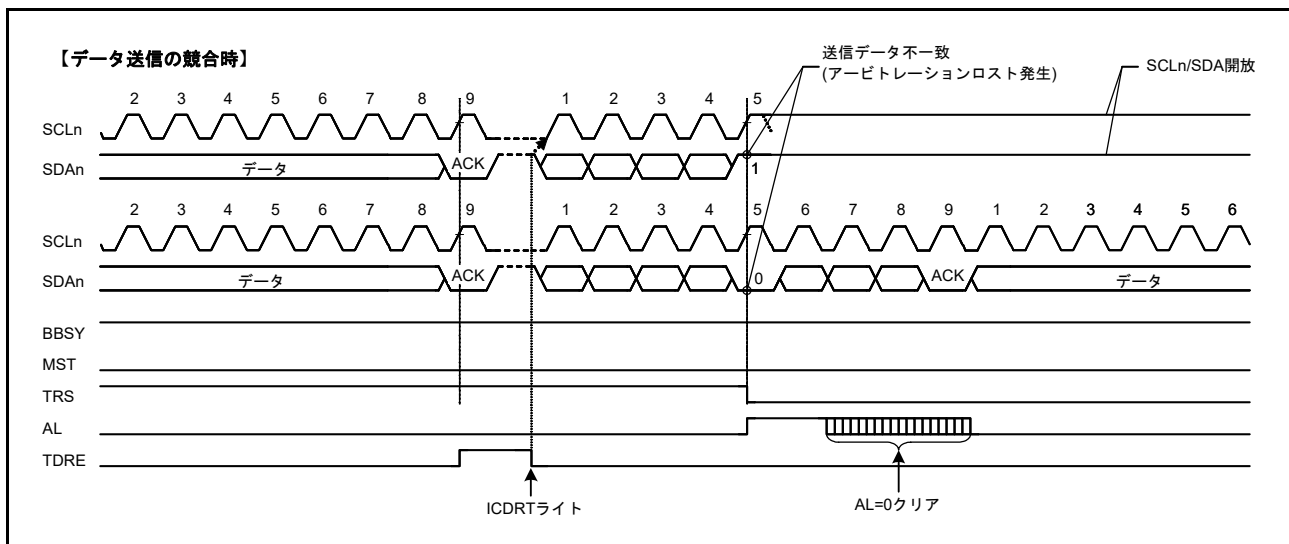 【データ送信の競合時】
送信データ不一致
(アービトレーションロスト発生)
SCLn/SDA開放
2 3 4 5 6 7 8 9 1 2 3 4 5
SCLn
SDAn データ ACK 1
2 3 4 5 6 7 8 9 1 2 3 4 5 6 7 8 9 1 2 3 4 5 6
SCLn
SDAn データ ACK 0 ACK データ
BBSY
MST
TRS
AL
TDRE
ICDRTライト
AL=0クリア